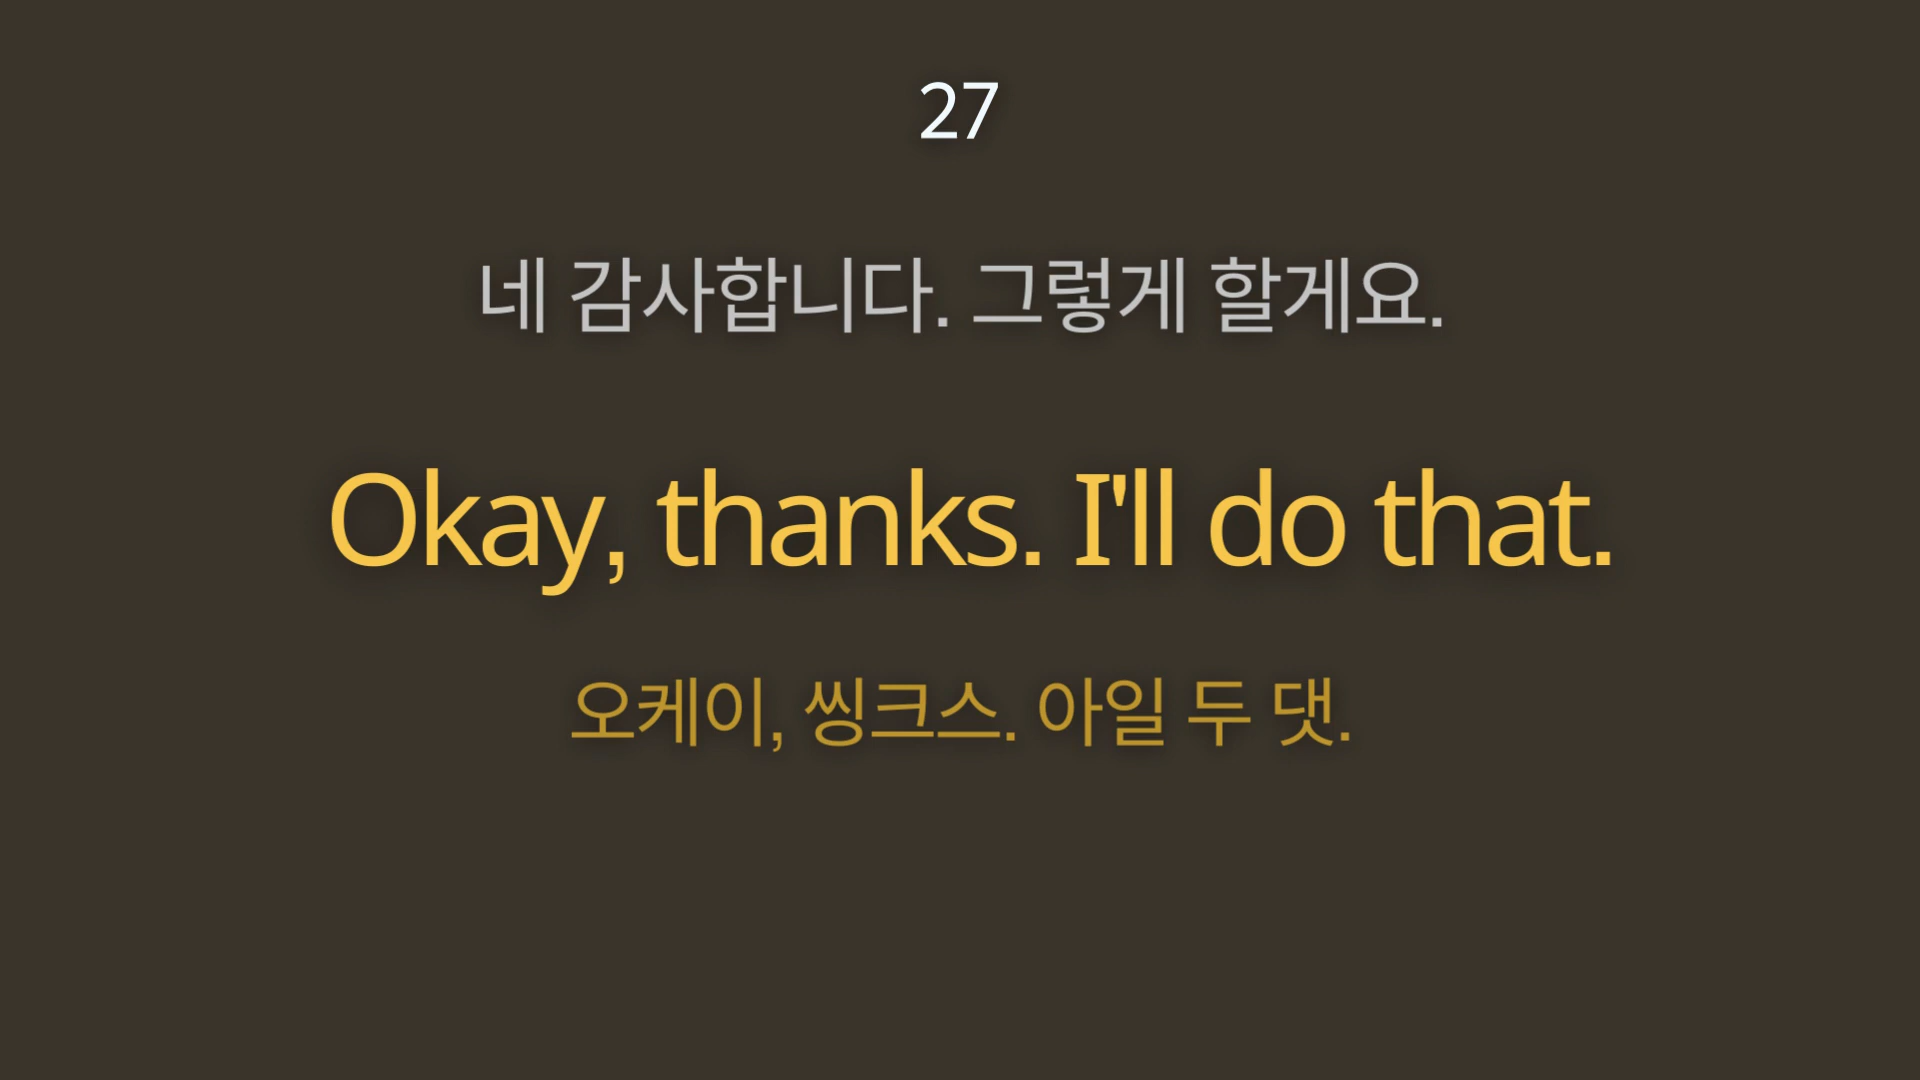 27
네 감사합니다. 그렇게 할게요.
Okay, thanks. I'll do that.
오케이, 씽크스. 아일 두 댓.